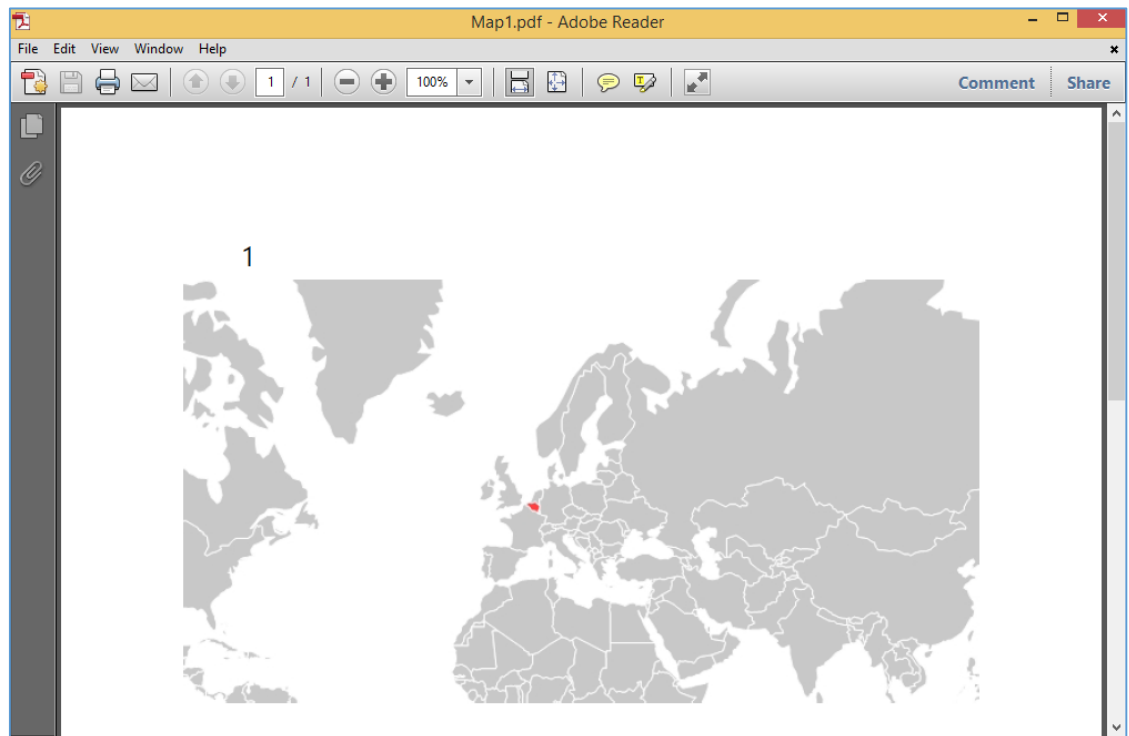 Map1.pdf - Adobe Reader
File Edit View Window Help
1 / 1 100% Comment Share
1